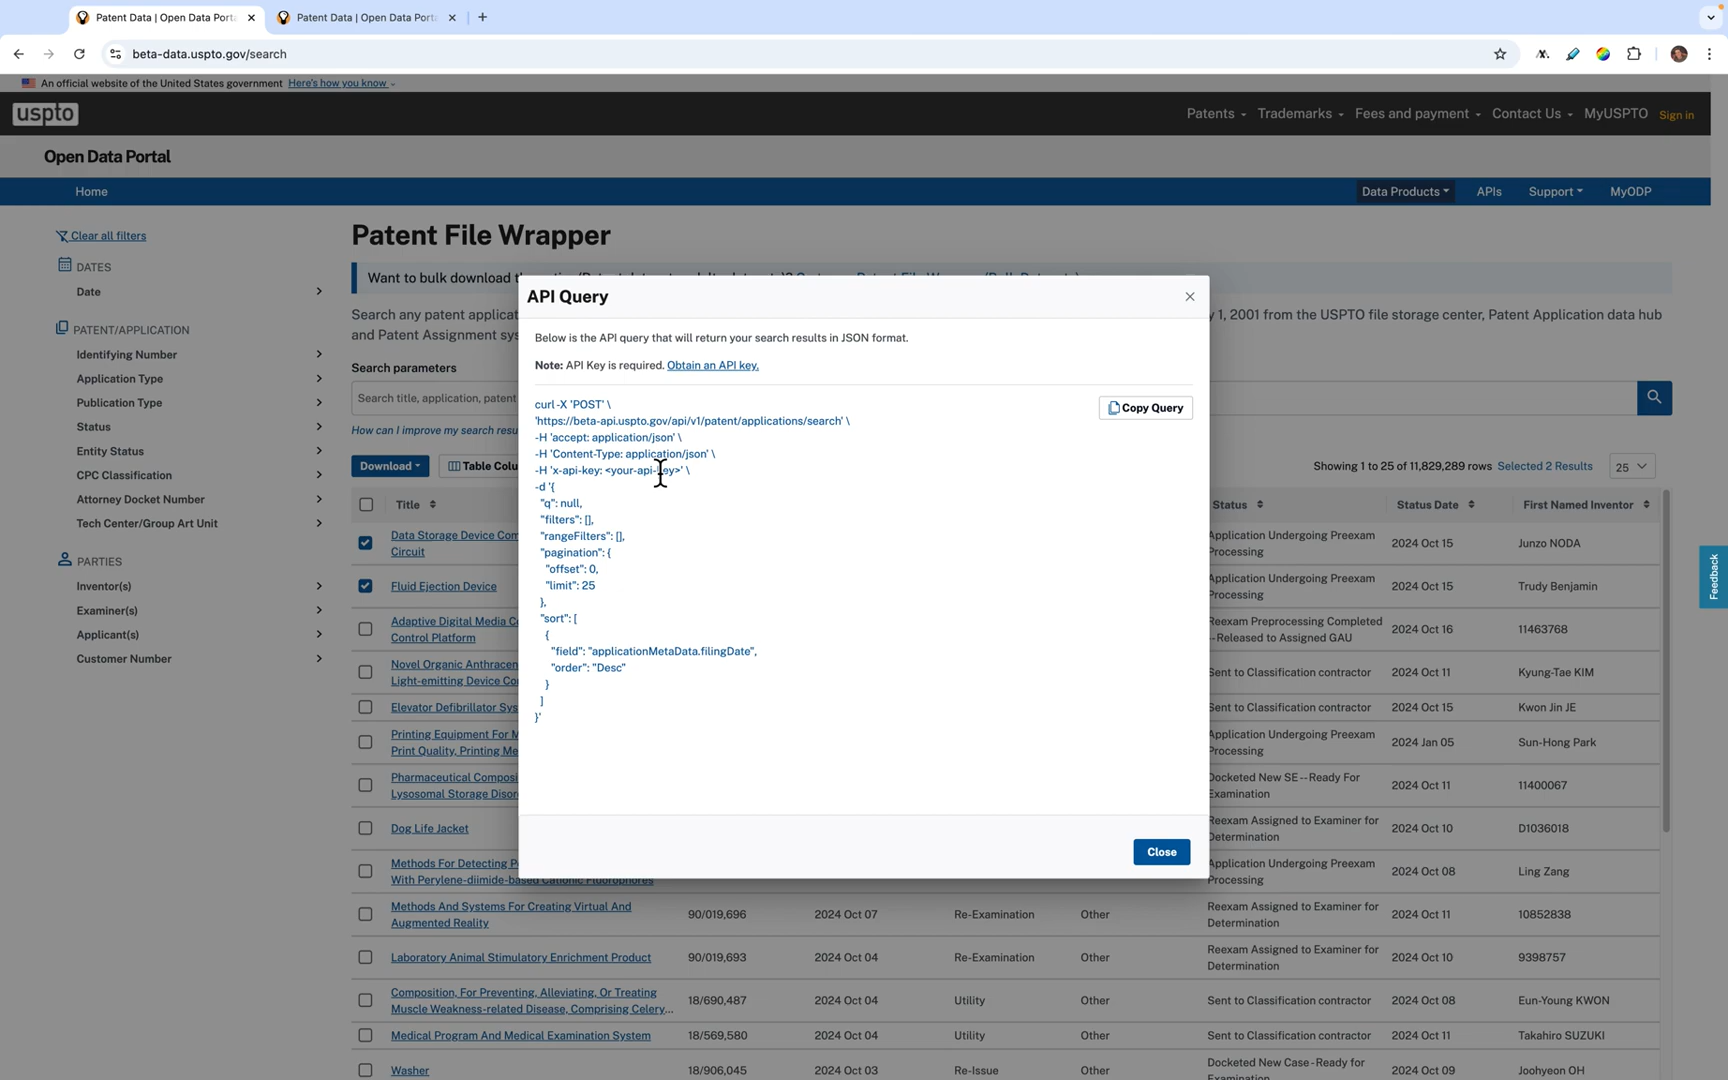 Patent Data | Open Data Port
Patent Data | Open Data Port
beta-data.uspto.gov/search
An official website of the United States government Here's how you know
uspto
Patents Trademarks Fees and payment Contact Us MyUSPTO Sign in
Open Data Portal
Home Data Products APIs Support MyODP
Clear all filters
DATES
Date
PATENT/APPLICATION
Identifying Number
Application Type
Publication Type
Status
Entity Status
CPC Classification
Attorney Docket Number
Tech Center/Group Art Unit
PARTIES
Inventor(s)
Examiner(s)
Applicant(s)
Customer Number
Patent File Wrapper
Want to bulk download
Search any patent applic y 1, 2001 from the USPTO file storage center, Patent Application data hub
and Patent Assignment sys
Search parameters
Search title, application, patent
How can I improve my search resu
Download Table Colu Showing 1 to 25 of 11,829,289 rows Selected 2 Results 25
Title Status Status Date First Named Inventor
Data Storage Device Com
Circuit
Application Undergoing Preexam
Processing
2024 Oct 15 Junzo NODA
Fluid Ejection Device
Application Undergoing Preexam
Processing
2024 Oct 15 Trudy Benjamin
Adaptive Digital Media Co
Control Platform
Reexam Preprocessing Completed
--Released to Assigned GAU
2024 Oct 16 11463768
Novel Organic Anthracen
Light-emitting Device Co
Sent to Classification contractor 2024 Oct 11 Kyung-Tae KIM
Elevator Defibrillator Sys Sent to Classification contractor 2024 Oct 15 Kwon Jin JE
Printing Equipment For M
Print Quality, Printing Me
Application Undergoing Preexam
Processing
2024 Jan 05 Sun-Hong Park
Pharmaceutical Composi
Lysosomal Storage Disor
Docketed New SE--Ready For
Examination
2024 Oct 11 11400067
Dog Life Jacket
Reexam Assigned to Examiner for
Determination
2024 Oct 10 D1036018
Methods For Detecting P
With Perylene-diimide-based Cationic Fluorophores
Application Undergoing Preexam
Processing
2024 Oct 08 Ling Zang
Methods And Systems For Creating Virtual And
Augmented Reality
90/019,696 2024 Oct 07 Re-Examination Other
Reexam Assigned to Examiner for
Determination
2024 Oct 11 10852838
Laboratory Animal Stimulatory Enrichment Product 90/019,693 2024 Oct 04 Re-Examination Other
Reexam Assigned to Examiner for
Determination
2024 Oct 10 9398757
Composition, For Preventing, Alleviating, Or Treating
Muscle Weakness-related Disease, Comprising Celery...
18/690,487 2024 Oct 04 Utility Other Sent to Classification contractor 2024 Oct 08 Eun-Young KWON
Medical Program And Medical Examination System 18/569,580 2024 Oct 04 Utility Other Sent to Classification contractor 2024 Oct 11 Takahiro SUZUKI
Washer 18/906,045 2024 Oct 03 Re-Issue Other
Docketed New Case - Ready for
Examination
2024 Oct 09 Joohyeon OH
Feedback
API Query
Below is the API query that will return your search results in JSON format.
Note: API Key is required. Obtain an API key.
Copy Query
curl -X 'POST' \
'https://beta-api.uspto.gov/api/v1/patent/applications/search' \
-H 'accept: application/json' \
-H 'Content-Type: application/json' \
-H 'x-api-key: <your-api-key>' \
-d '{
"q": null,
"filters": [],
"rangeFilters": [],
"pagination": {
"offset": 0,
"limit": 25
},
"sort": [
{
"field": "applicationMetaData.filingDate",
"order": "Desc"
}
]
}'
Close